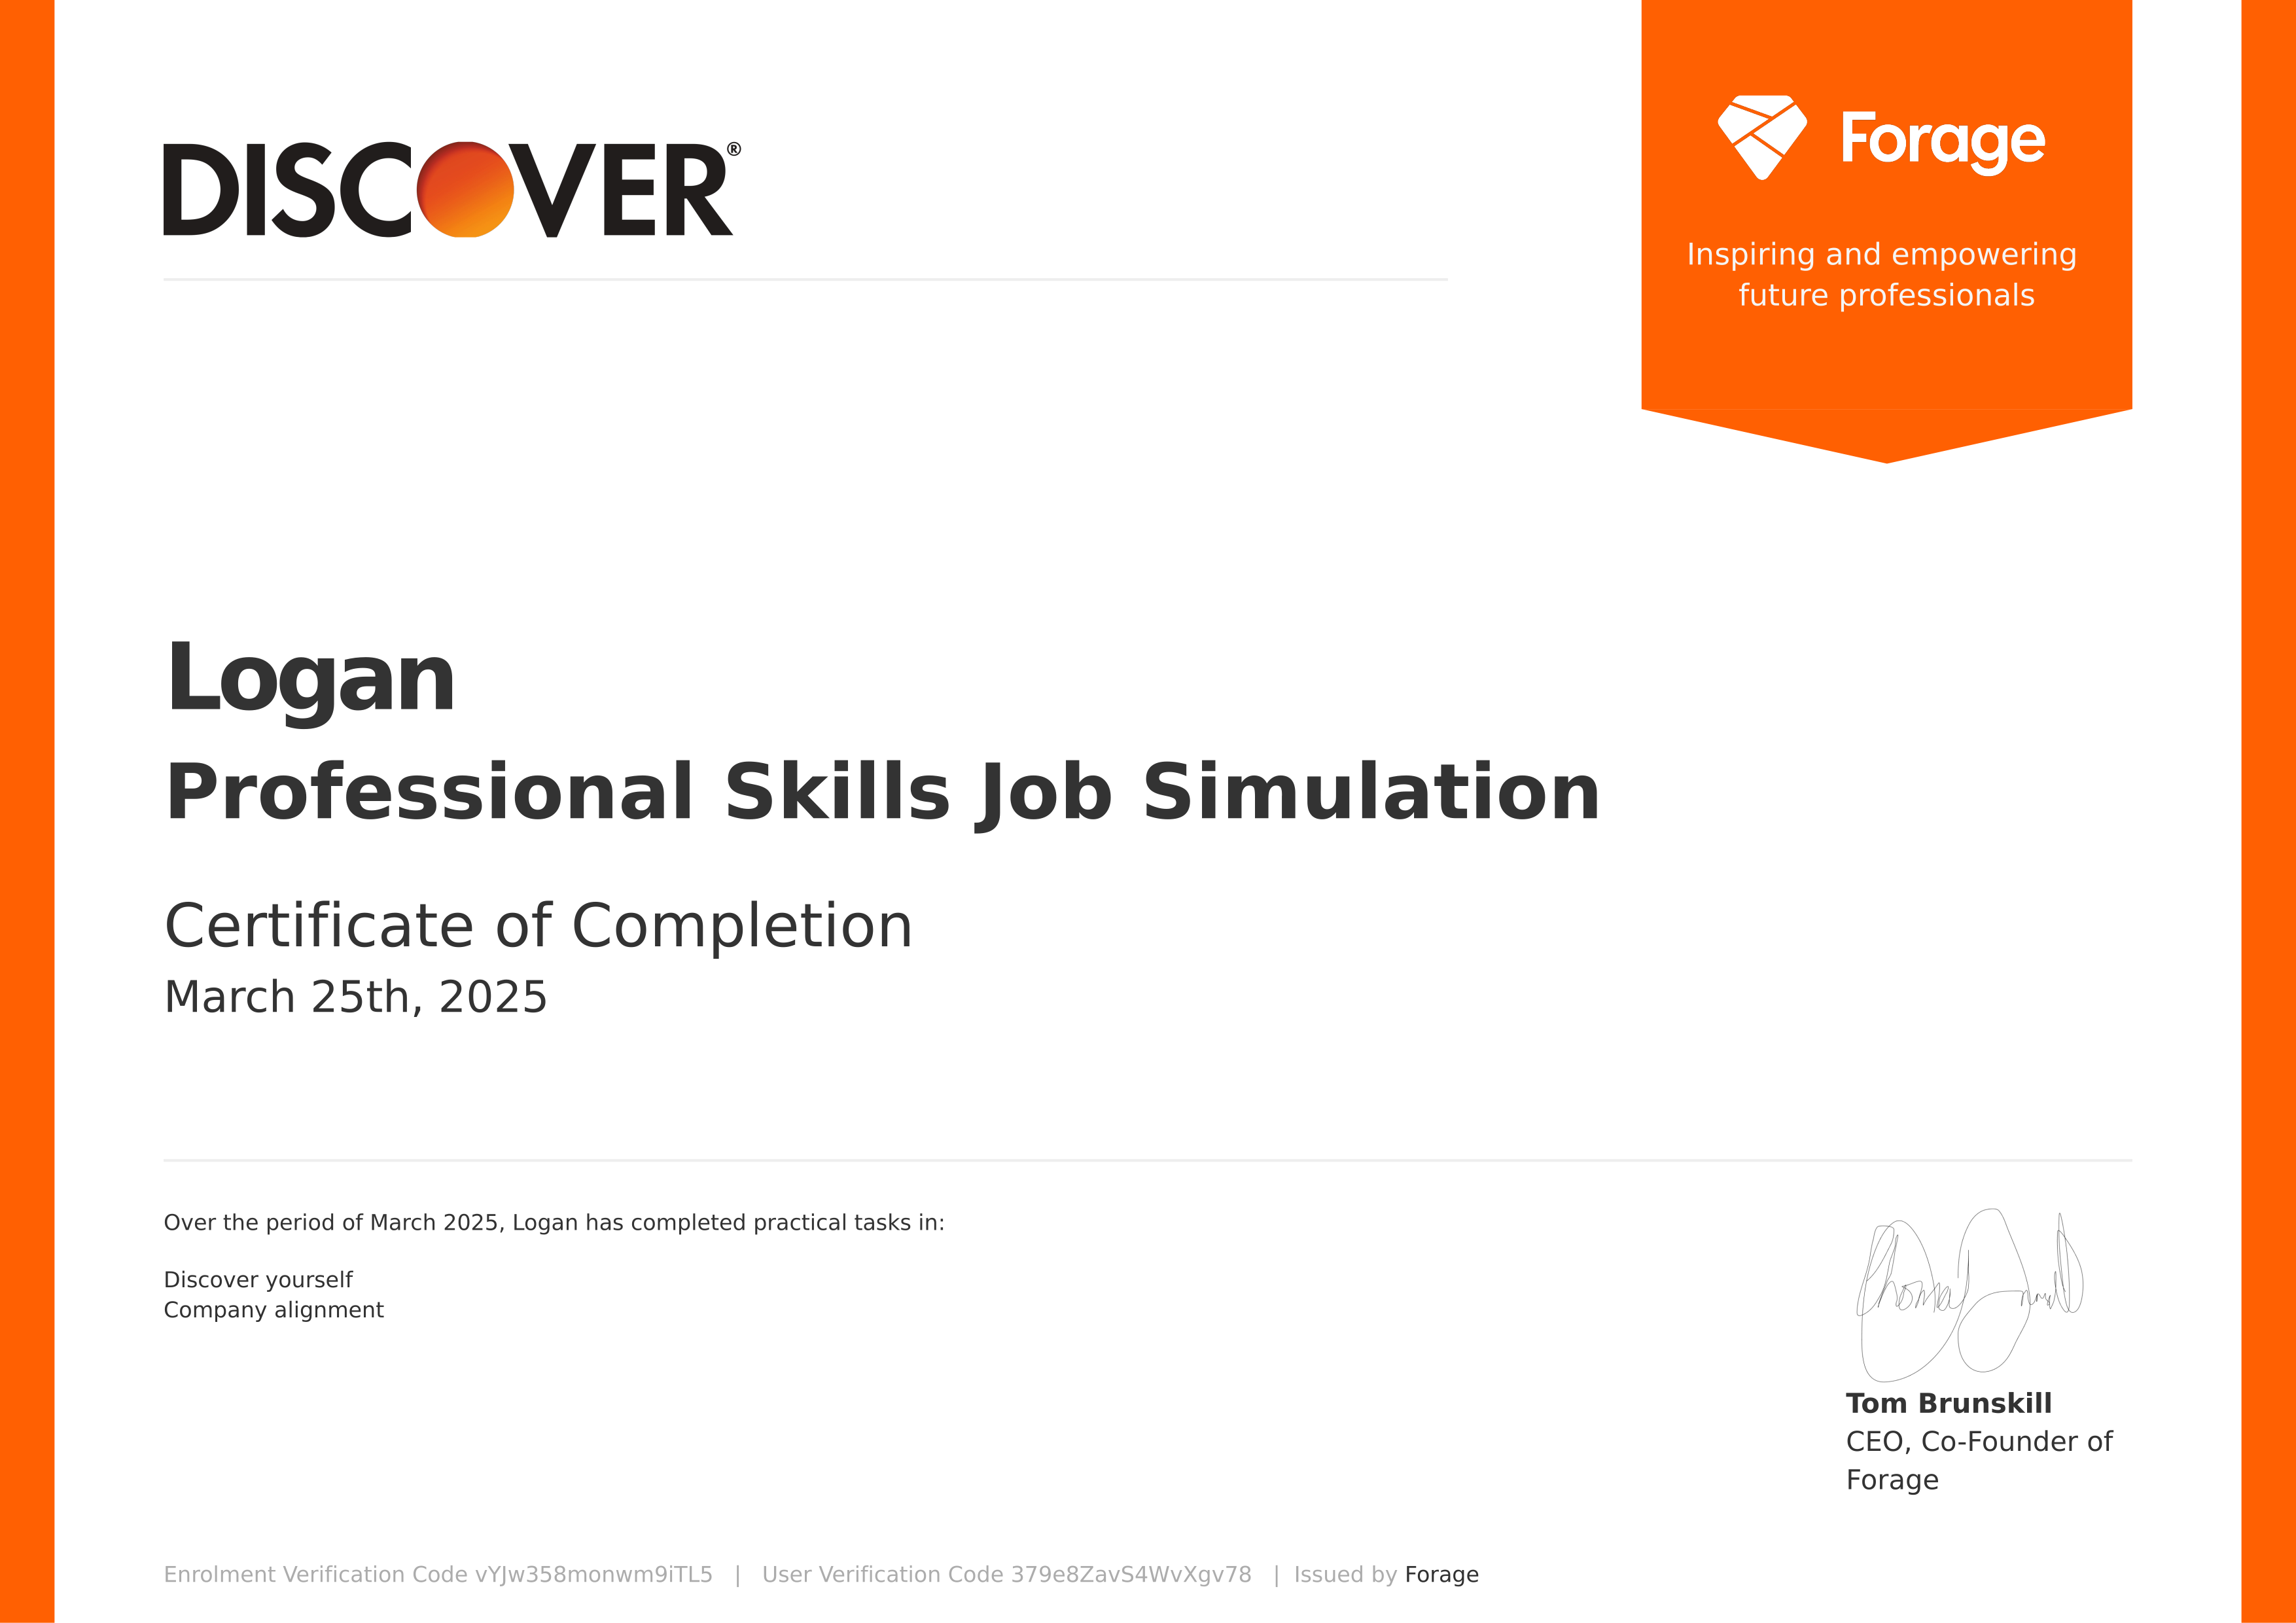 DISCOVER®
Forage
Inspiring and empowering
future professionals
Logan
Professional Skills Job Simulation
Certificate of Completion
March 25th, 2025
Over the period of March 2025, Logan has completed practical tasks in:
Discover yourself
Company alignment
Tom Brunskill
CEO, Co-Founder of
Forage
Enrolment Verification Code vYJw358monwm9iTL5 | User Verification Code 379e8ZavS4WvXgv78 | Issued by Forage